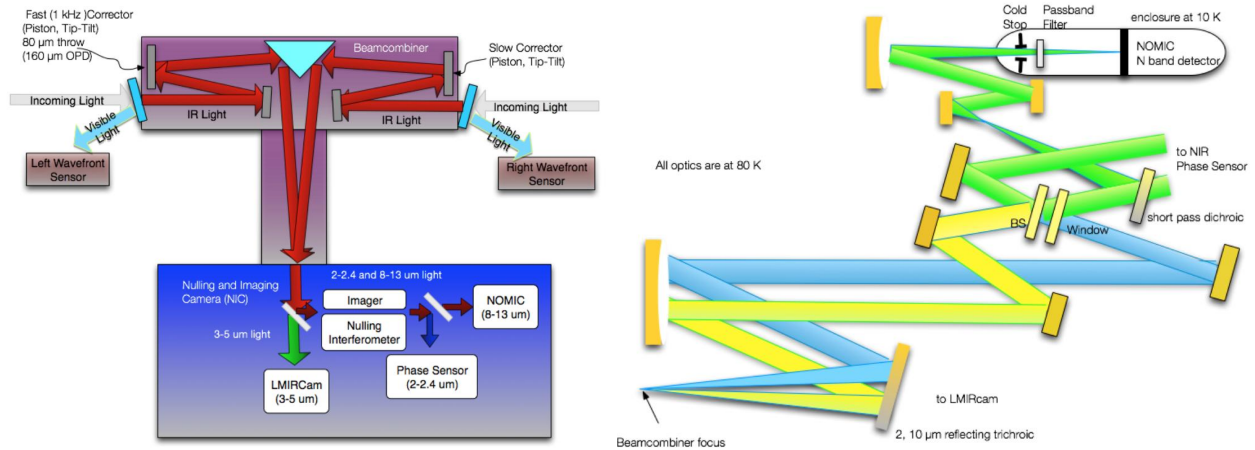 Fast (1 kHz )Corrector
(Piston, Tip-Tilt)
80 µm throw
(160 µm OPD)
Beamcombiner
Slow Corrector
(Piston, Tip-Tilt)
Incoming Light
IR Light
IR Light
Incoming Light
Visible
Light
Visible
Light
Left Wavefront
Sensor
Right Wavefront
Sensor
Nulling and Imaging
Camera (NIC)
2-2.4 and 8-13 um light
Imager
Nulling
Interferometer
NOMIC
(8-13 um)
3-5 um light
LMIRCam
(3-5 um)
Phase Sensor
(2-2.4 um)
Cold
Stop
Passband
Filter
enclosure at 10 K
NOMIC
N band detector
All optics are at 80 K
to NIR
Phase Sensor
BS
Window
short pass dichroic
to LMIRcam
2, 10 µm reflecting trichroic
Beamcombiner focus